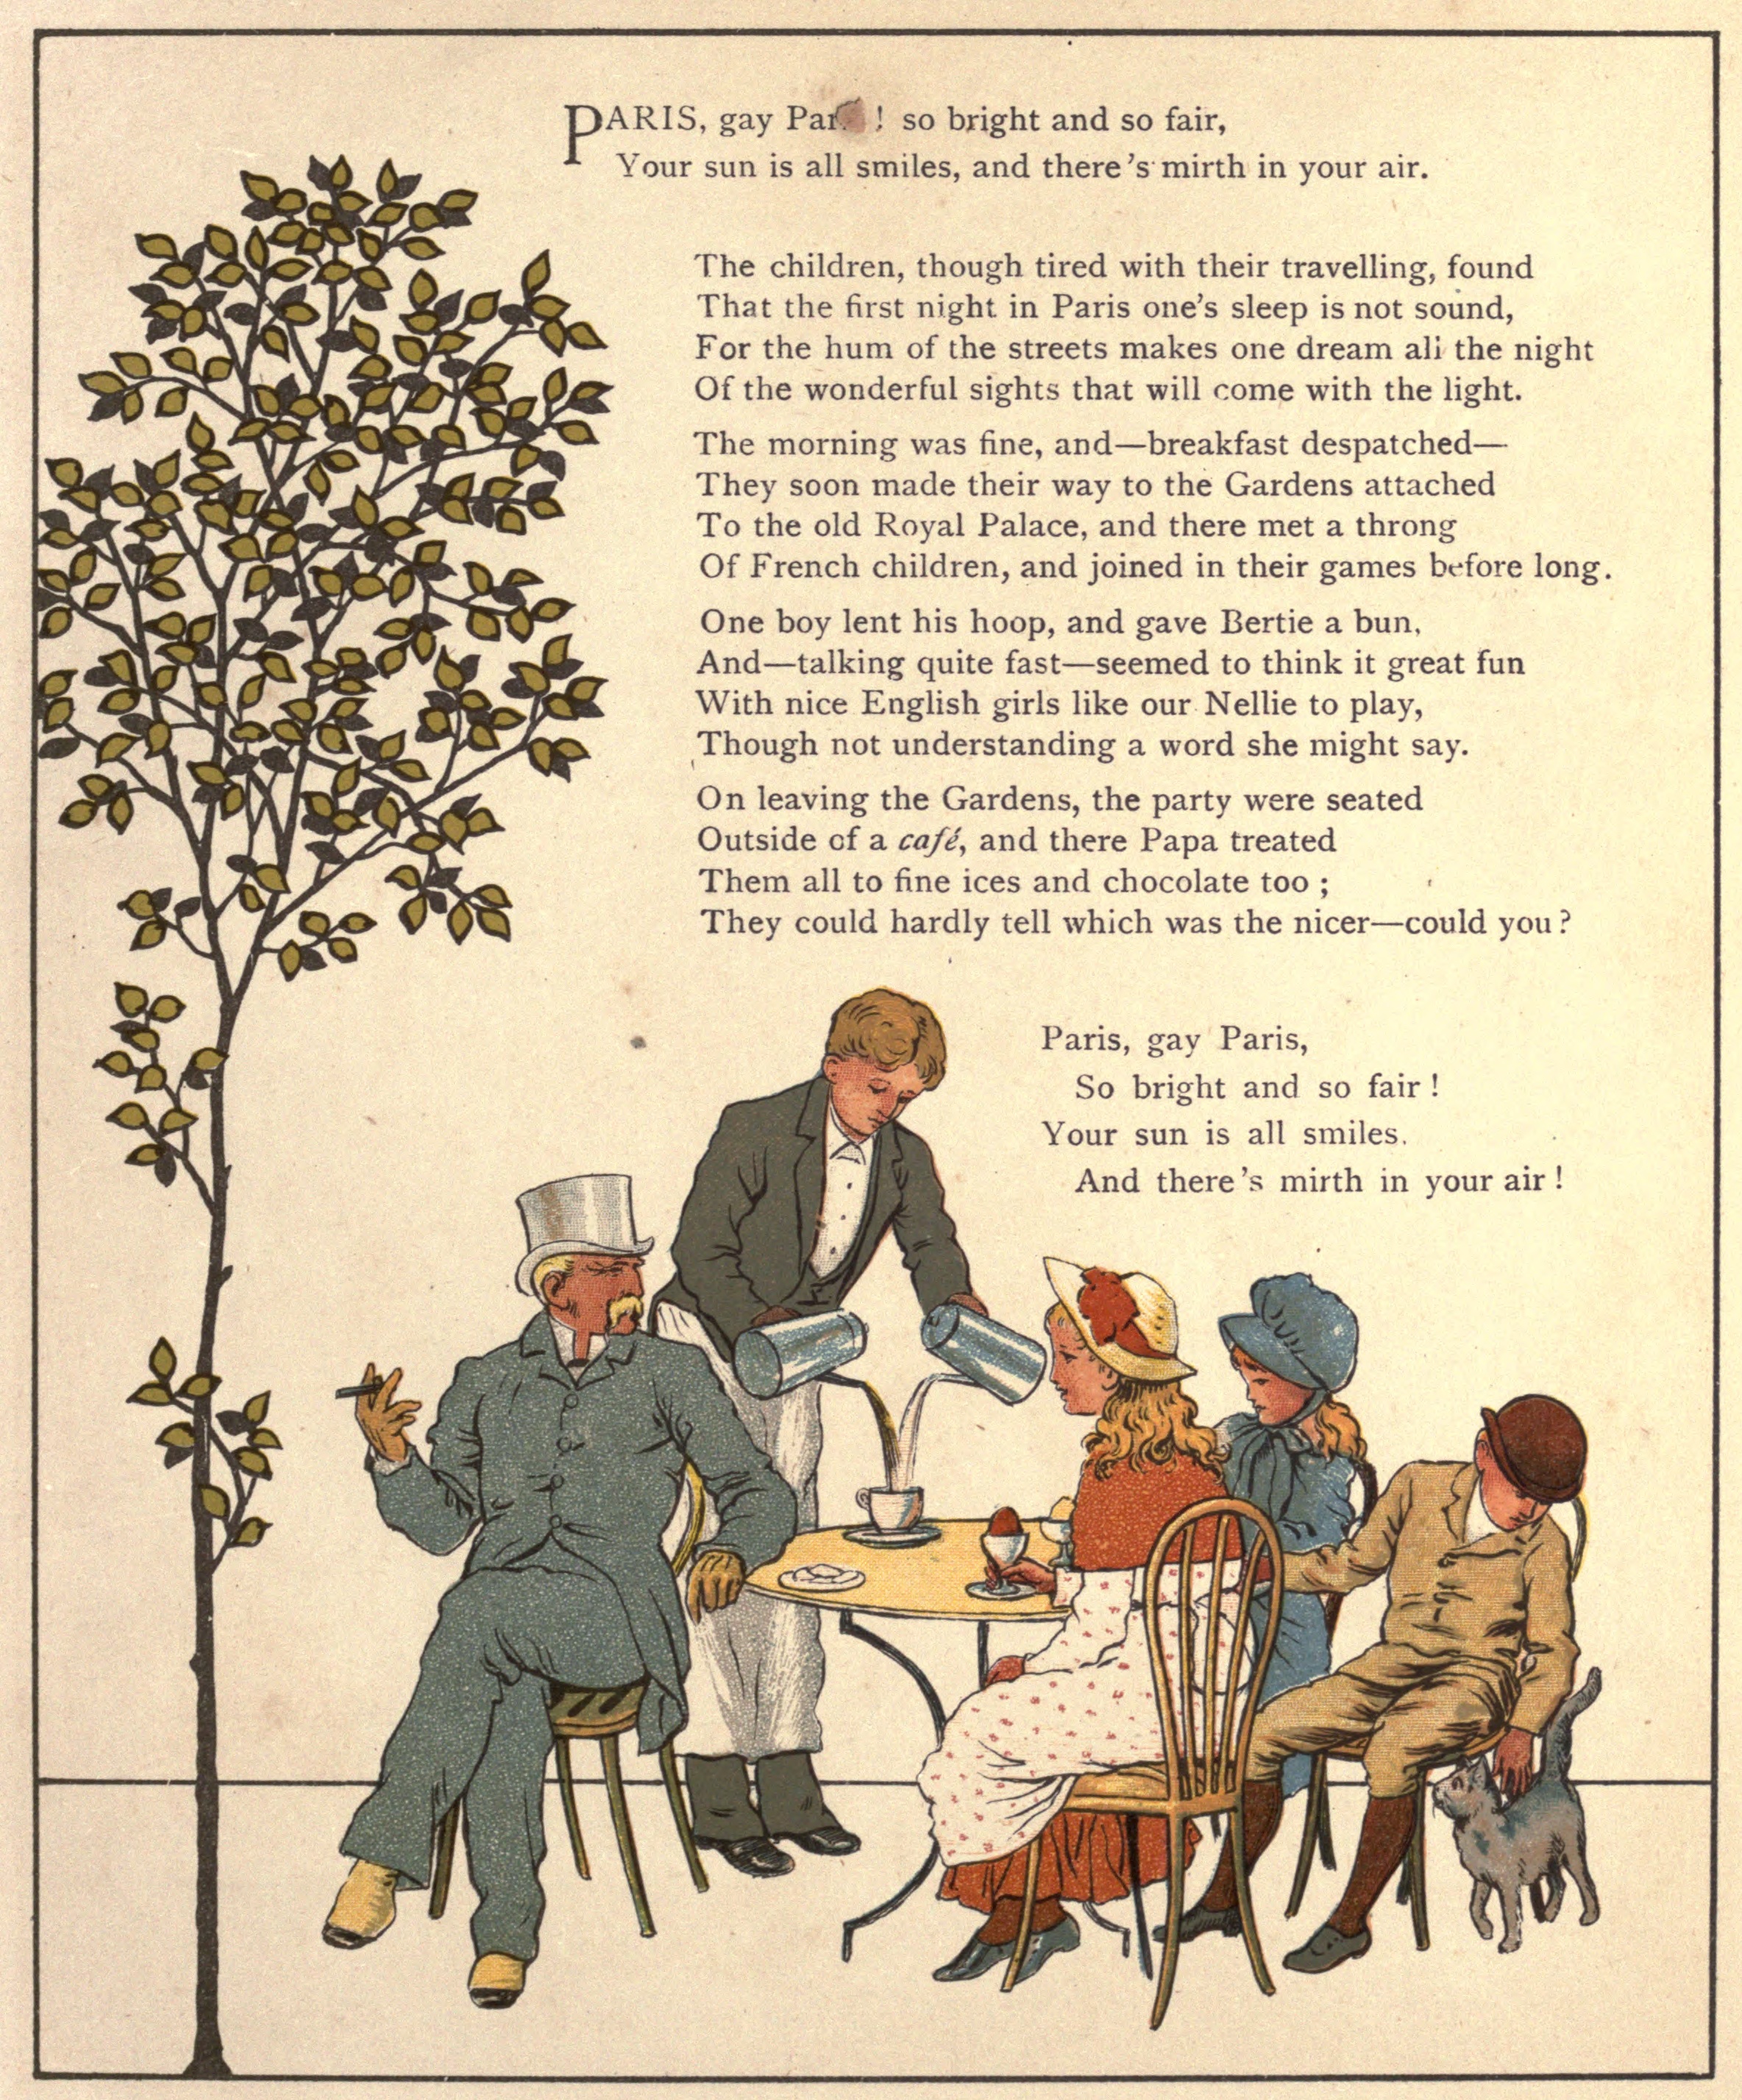 PARIS, gay Par ! so bright and so fair,
Your sun is all smiles, and there's mirth in your air.
The children, though tired with their travelling, found
That the first night in Paris one's sleep is not sound,
For the hum of the streets makes one dream all the night
Of the wonderful sights that will come with the light.
The morning was fine, and—breakfast despatched—
They soon made their way to the Gardens attached
To the old Royal Palace, and there met a throng
Of French children, and joined in their games before long.
One boy lent his hoop, and gave Bertie a bun,
And—talking quite fast—seemed to think it great fun
With nice English girls like our Nellie to play,
Though not understanding a word she might say.
On leaving the Gardens, the party were seated
Outside of a café, and there Papa treated
Them all to fine ices and chocolate too ;
They could hardly tell which was the nicer—could you ?
Paris, gay Paris,
So bright and so fair !
Your sun is all smiles.
And there's mirth in your air !